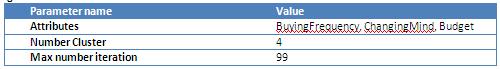 Parameter name Value
Attributes BuyingFrequency, ChangingMind, Budget
Number Cluster 4
Max number iteration 99